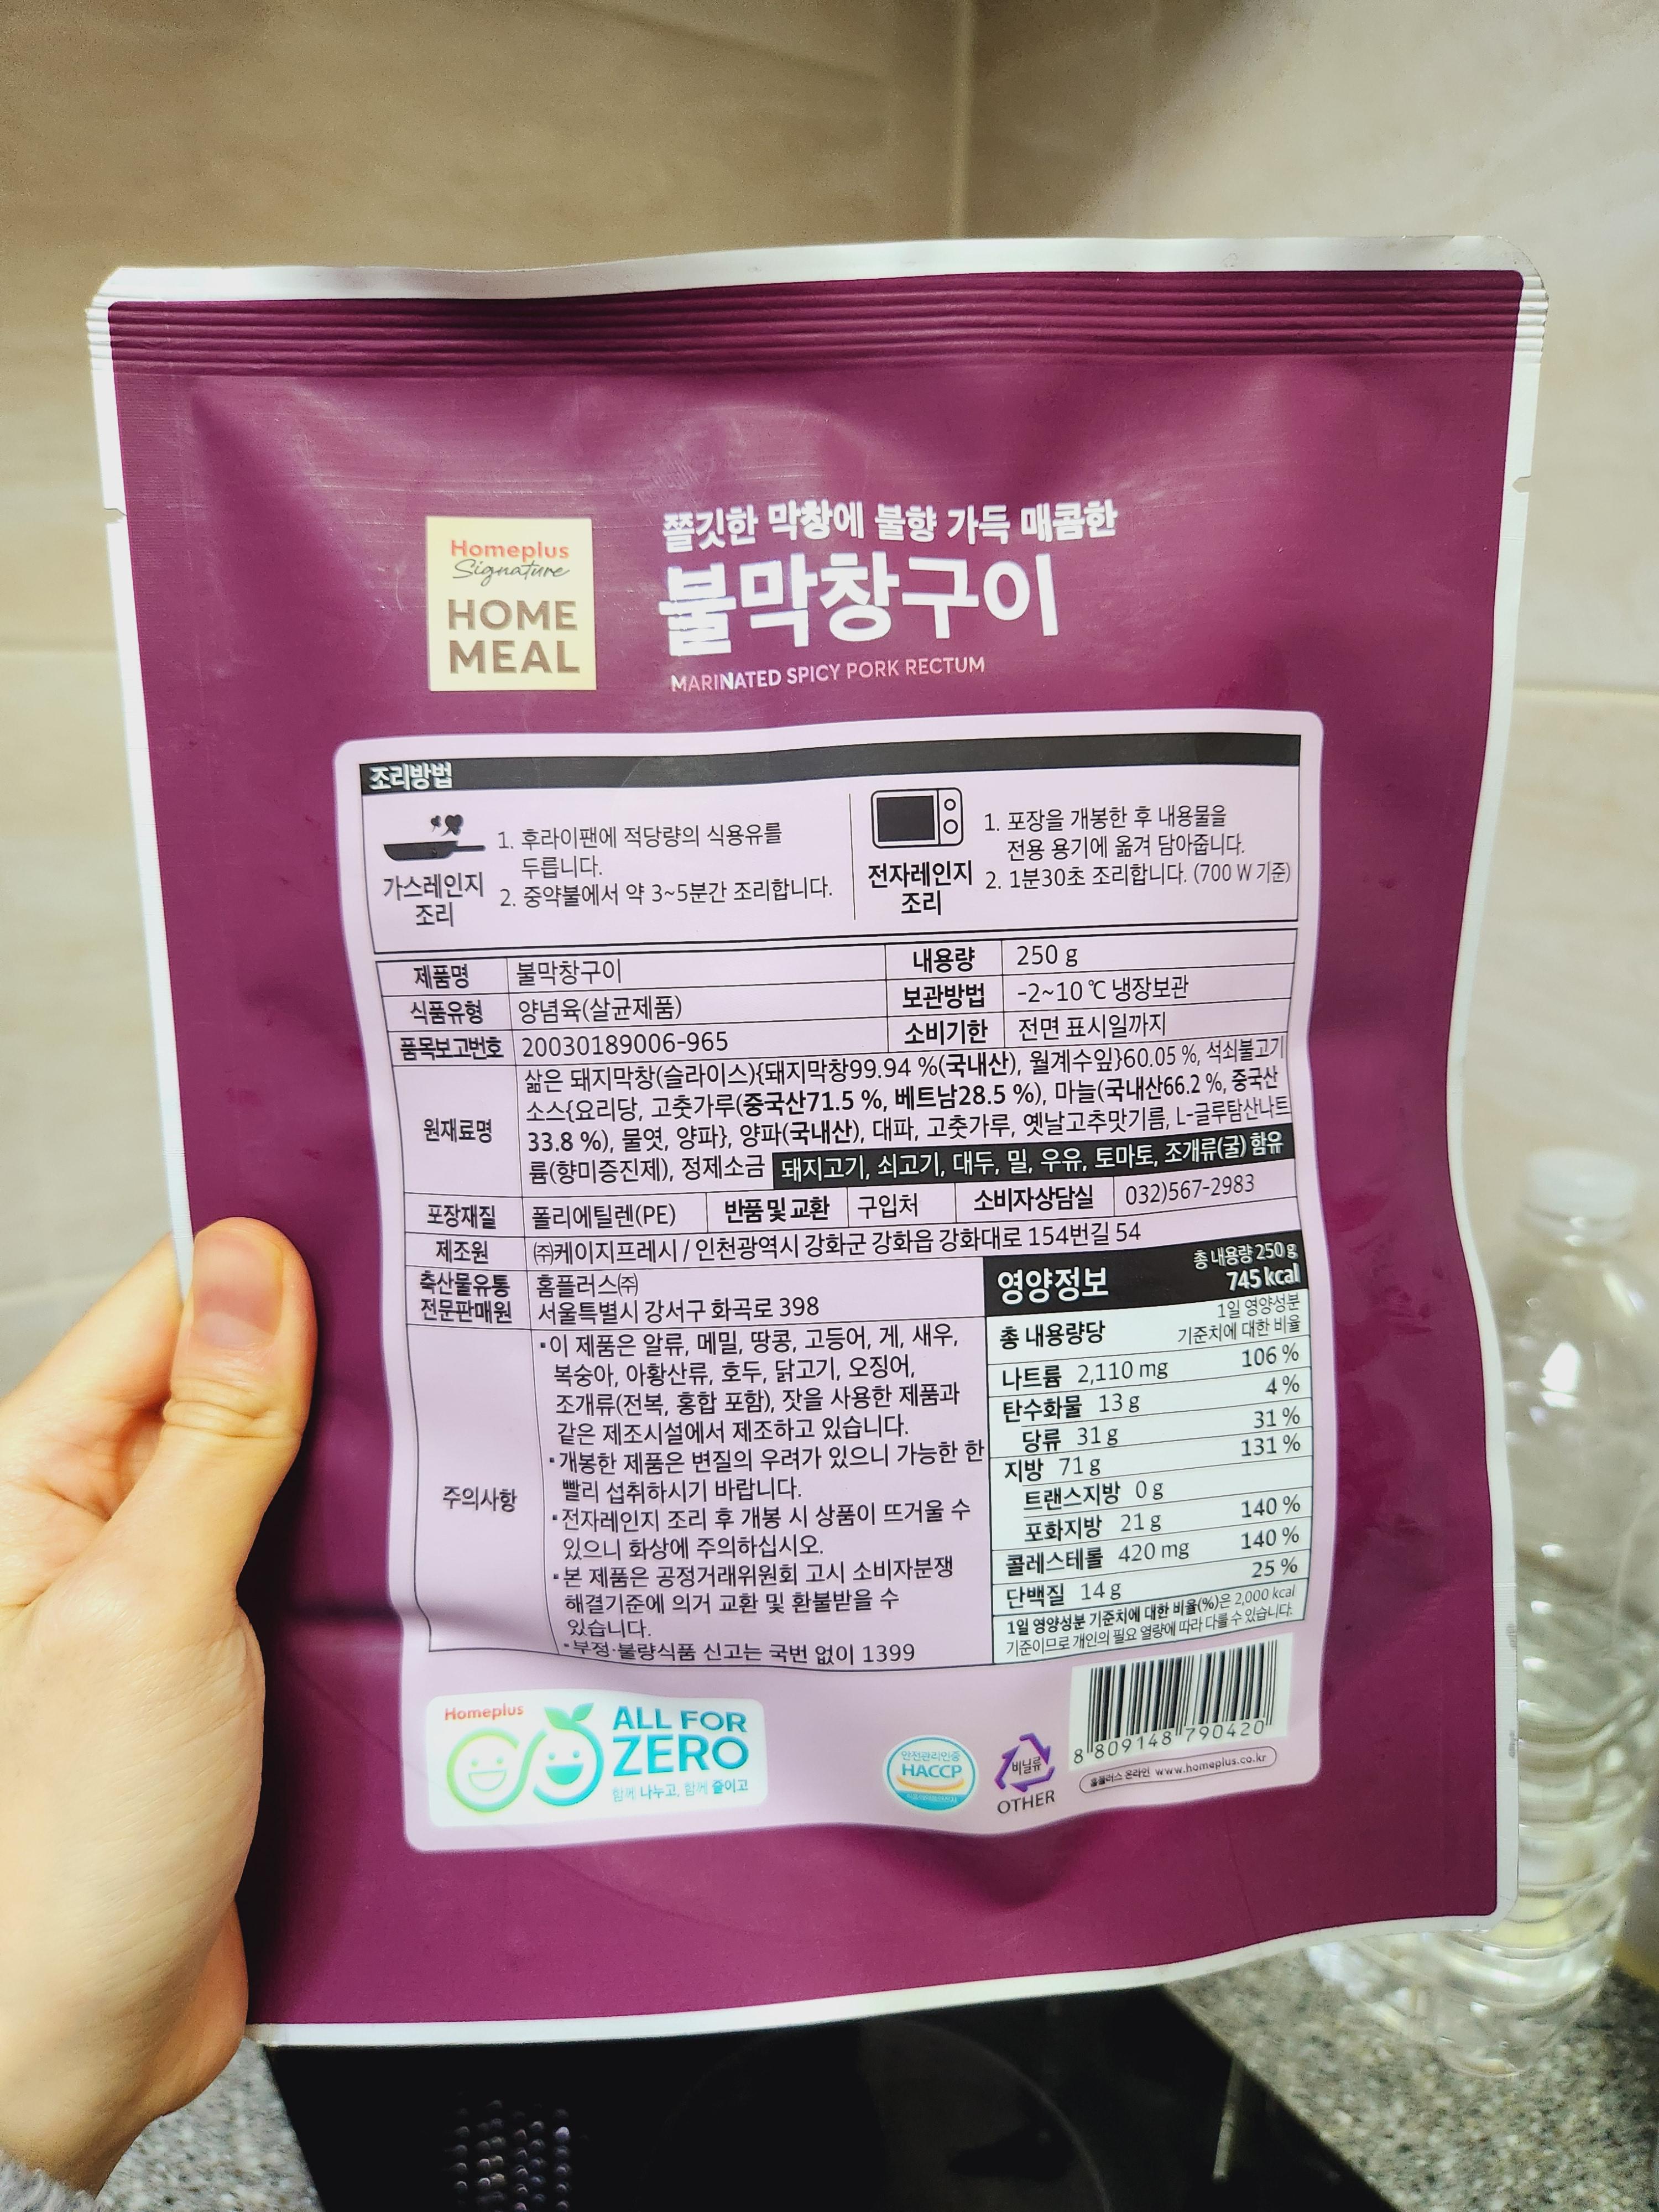 Homeplus
Signature
HOME
MEAL
쫄깃한 막창에 불향 가득 매콤한
불막창구이
MARINATED SPICY PORK RECTUM
조리방법
가스레인지
조리
1. 후라이팬에 적당량의 식용유를
두릅니다.
2. 중약불에서 약 3~5분간 조리합니다.
전자레인지
조리
1. 포장을 개봉한 후 내용물을
전용 용기에 옮겨 담아줍니다.
2. 1분30초 조리합니다. (700 W 기준)
제품명 불막창구이 내용량 250 g
식품유형 양념육(살균제품) 보관방법 -2~10 ℃ 냉장보관
품목보고번호 20030189006-965 소비기한 전면 표시일까지
원재료명
삶은 돼지막창(슬라이스){돼지막창99.94 %(국내산), 월계수잎}60.05 %, 석쇠불고기
소스{요리당, 고춧가루(중국산71.5 %, 베트남28.5 %), 마늘(국내산66.2 %, 중국산
33.8 %), 물엿, 양파}, 양파(국내산), 대파, 고춧가루, 옛날고추맛기름, L-글루탐산나트
륨(향미증진제), 정제소금 돼지고기, 쇠고기, 대두, 밀, 우유, 토마토, 조개류(굴) 함유
포장재질 폴리에틸렌(PE) 반품 및 교환 구입처 소비자상담실 032)567-2983
제조원 ㈜케이지프레시 / 인천광역시 강화군 강화읍 강화대로 154번길 54
축산물유통
전문판매원
홈플러스㈜
서울특별시 강서구 화곡로 398
주의사항
▪이 제품은 알류, 메밀, 땅콩, 고등어, 게, 새우,
복숭아, 아황산류, 호두, 닭고기, 오징어,
조개류(전복, 홍합 포함), 잣을 사용한 제품과
같은 제조시설에서 제조하고 있습니다.
▪개봉한 제품은 변질의 우려가 있으니 가능한 한
빨리 섭취하시기 바랍니다.
▪전자레인지 조리 후 개봉 시 상품이 뜨거울 수
있으니 화상에 주의하십시오.
▪본 제품은 공정거래위원회 고시 소비자분쟁
해결기준에 의거 교환 및 환불받을 수
있습니다.
▪부정·불량식품 신고는 국번 없이 1399
영양정보
총 내용량 250 g
745 kcal
총 내용량당
1일 영양성분
기준치에 대한 비율
나트륨 2,110 mg 106 %
탄수화물 13 g 4 %
당류 31 g 31 %
지방 71 g 131 %
트랜스지방 0 g
포화지방 21 g 140 %
콜레스테롤 420 mg 140 %
단백질 14 g 25 %
1일 영양성분 기준치에 대한 비율(%)은 2,000 kcal
기준이므로 개인의 필요 열량에 따라 다를 수 있습니다.
Homeplus
ALL FOR
ZERO
함께 나누고, 함께 줄이고
안전관리인증
HACCP
비닐류
OTHER
8 809148 790420
홈플러스 온라인 www.homeplus.co.kr